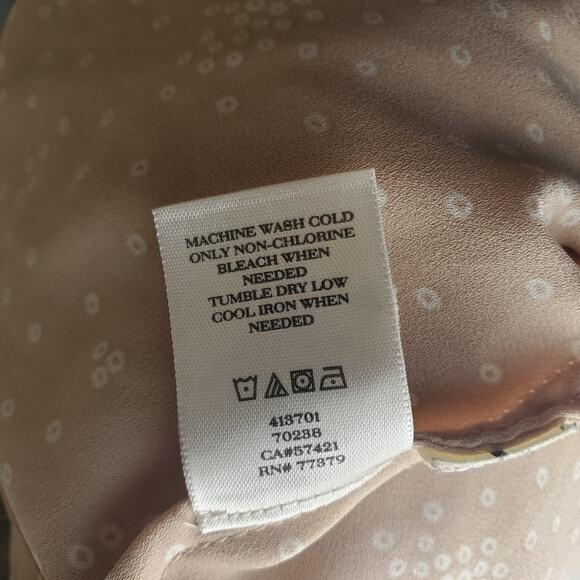 MACHINE WASH COLD
ONLY NON-CHLORINE
BLEACH WHEN
NEEDED
TUMBLE DRY LOW
COOL IRON WHEN
NEEDED
413701
70238
CA#57421
RN# 77379